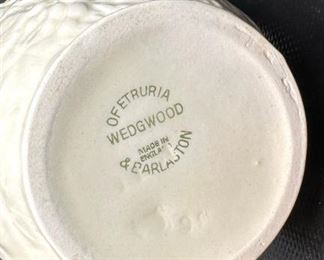 OF ETRURIA
WEDGWOOD
MADE IN
ENGLAND
& BARLASTON